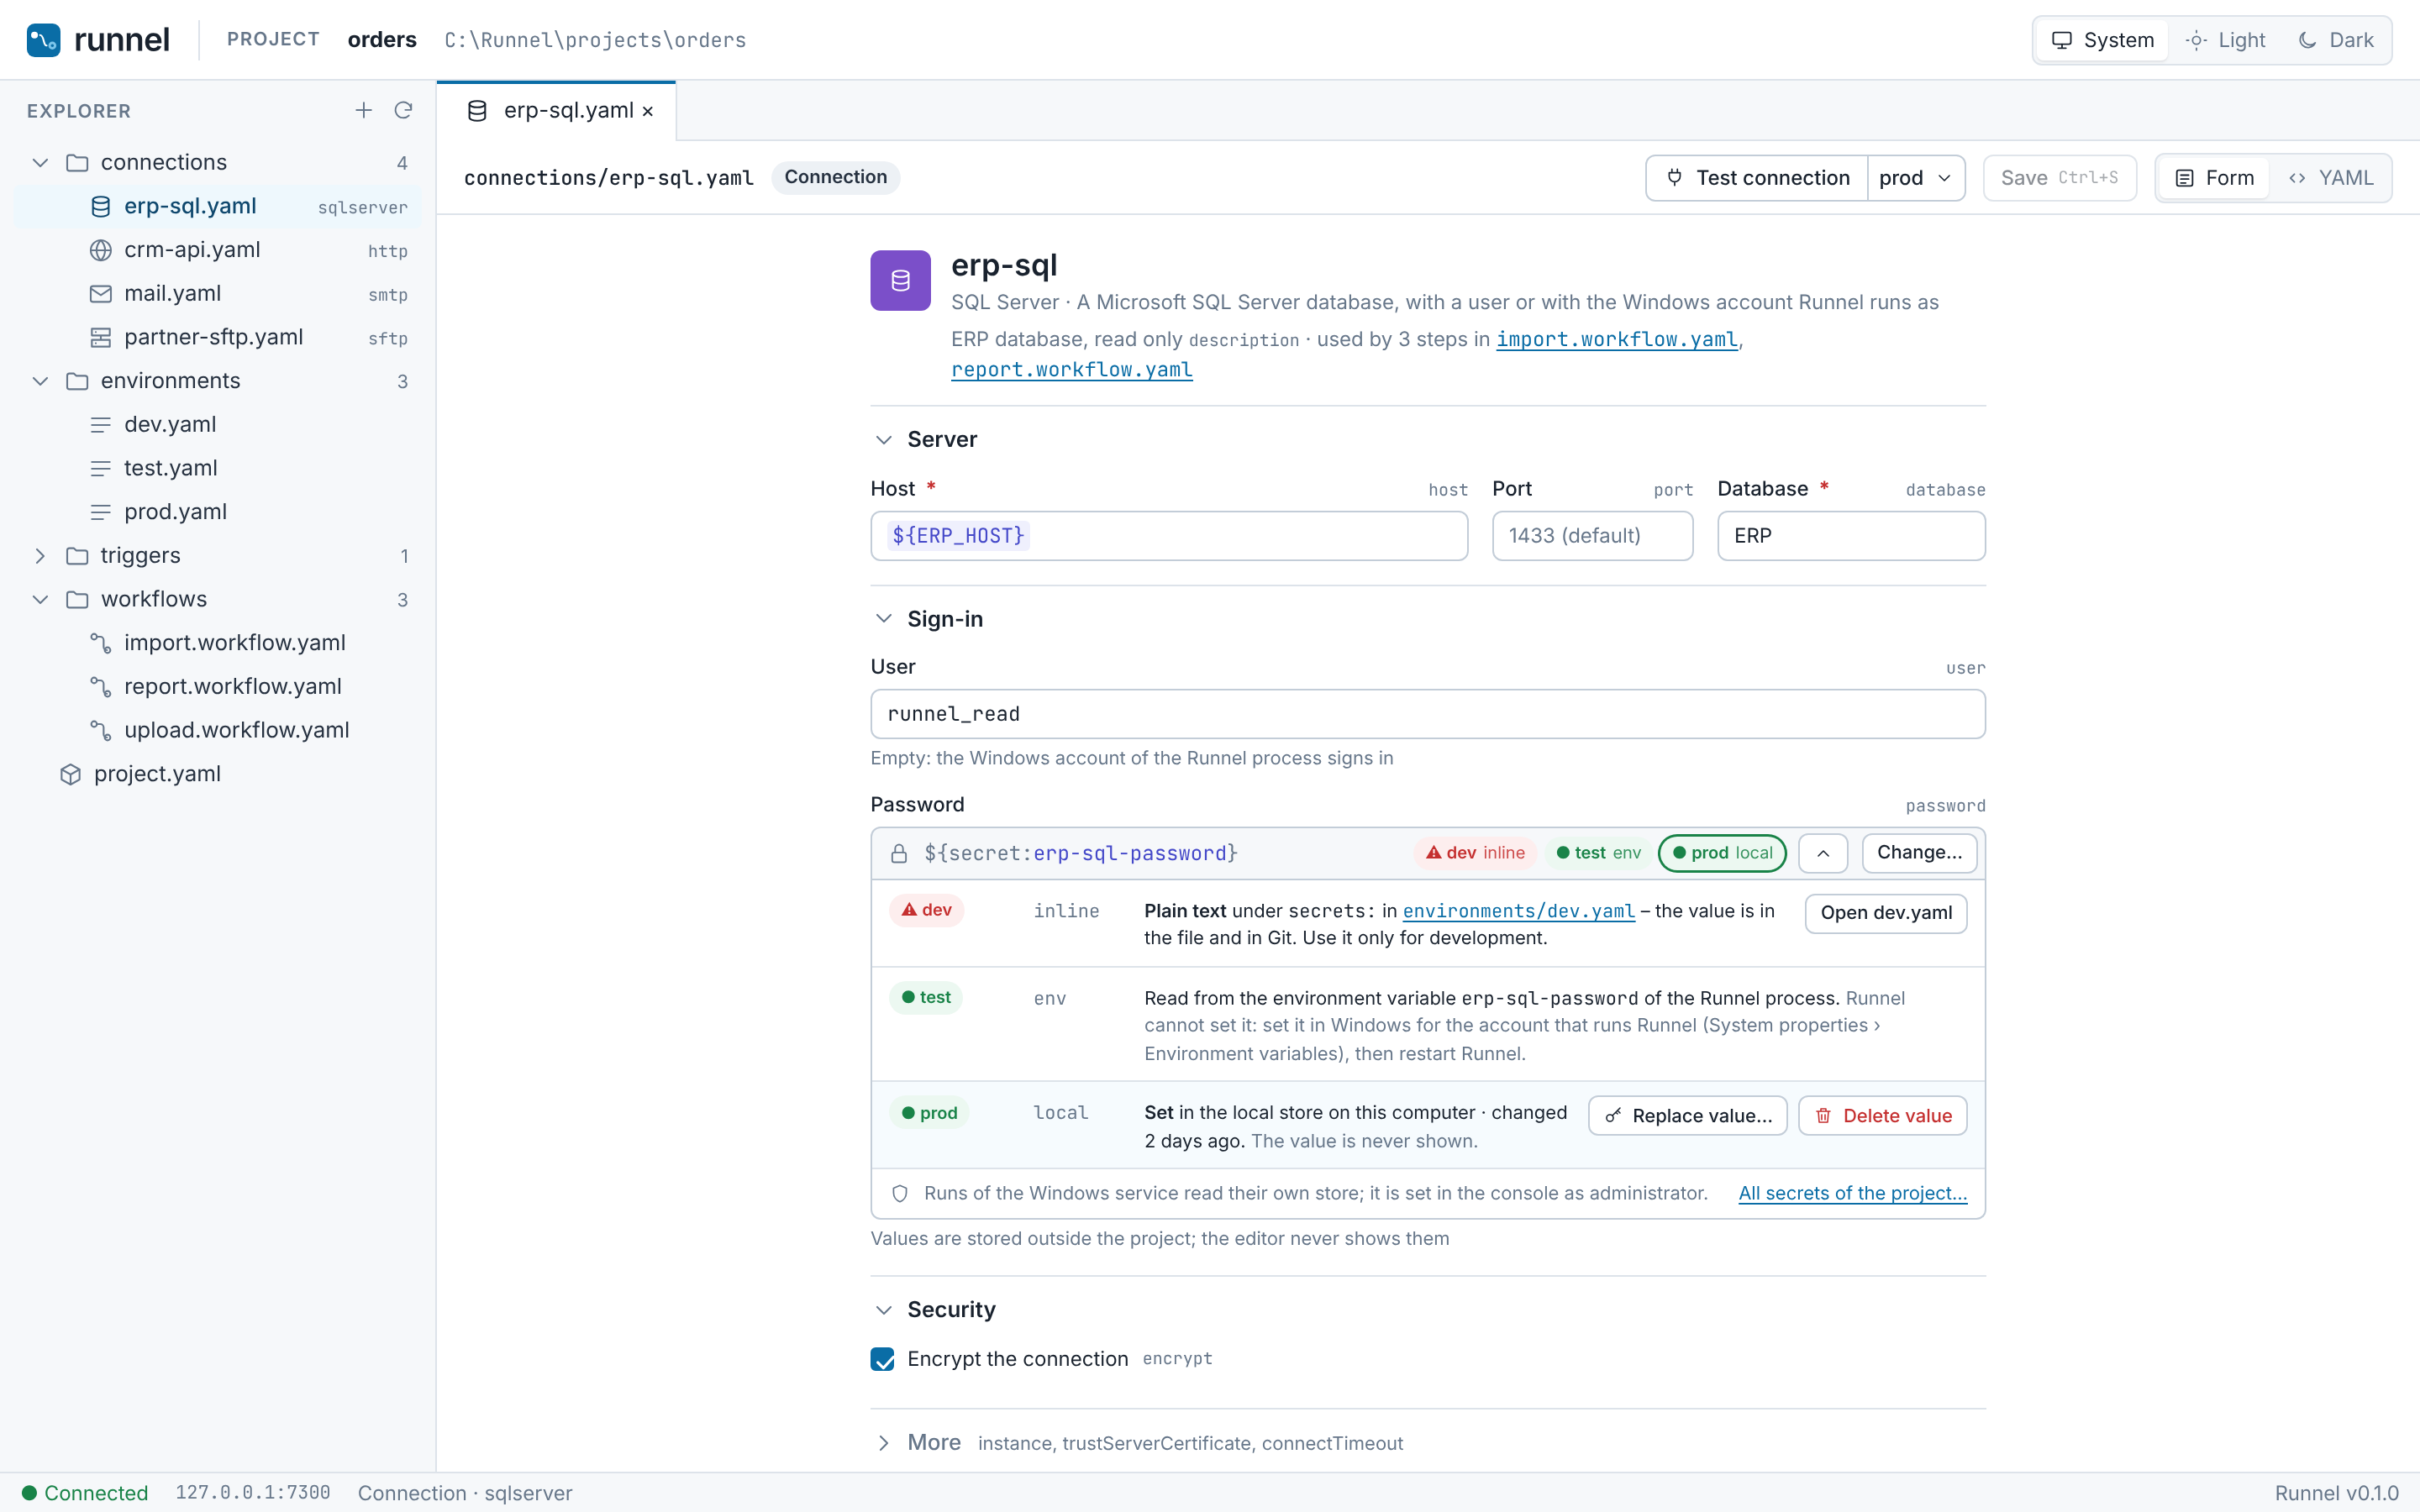 runnel PROJECT orders C:\Runnel\projects\orders System Light Dark
EXPLORER
connections 4
erp-sql.yaml sqlserver
crm-api.yaml http
mail.yaml smtp
partner-sftp.yaml sftp
environments 3
dev.yaml
test.yaml
prod.yaml
triggers 1
workflows 3
import.workflow.yaml
report.workflow.yaml
upload.workflow.yaml
project.yaml
erp-sql.yaml ×
connections/erp-sql.yaml Connection Test connection prod Save Ctrl+S Form YAML
erp-sql
SQL Server · A Microsoft SQL Server database, with a user or with the Windows account Runnel runs as
ERP database, read only description · used by 3 steps in import.workflow.yaml,
report.workflow.yaml
Server
Host * host Port port Database * database
${ERP_HOST} 1433 (default) ERP
Sign-in
User user
runnel_read
Empty: the Windows account of the Runnel process signs in
Password password
${secret:erp-sql-password} dev inline test env prod local Change...
dev inline Plain text under secrets: in environments/dev.yaml – the value is in Open dev.yaml
the file and in Git. Use it only for development.
test env Read from the environment variable erp-sql-password of the Runnel process. Runnel
cannot set it: set it in Windows for the account that runs Runnel (System properties ›
Environment variables), then restart Runnel.
prod local Set in the local store on this computer · changed Replace value... Delete value
2 days ago. The value is never shown.
Runs of the Windows service read their own store; it is set in the console as administrator. All secrets of the project...
Values are stored outside the project; the editor never shows them
Security
Encrypt the connection encrypt
More instance, trustServerCertificate, connectTimeout
Connected 127.0.0.1:7300 Connection · sqlserver Runnel v0.1.0